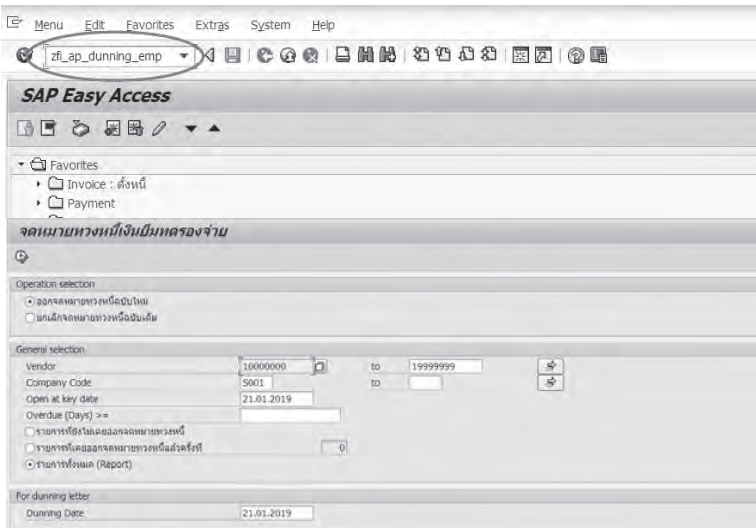 Menu Edit Favorites Extras System Help
zfi_ap_dunning_emp
SAP Easy Access
Favorites
Invoice : ตั้งหนี้
Payment
จดหมายทวงหนี้เงินยืมทดรองจ่าย
Operation selection
ออกจดหมายทวงหนี้ฉบับใหม่
ยกเลิกจดหมายทวงหนี้ฉบับเดิม
General selection
Vendor 10000000 to 19999999
Company Code S001 to
Open at key date 21.01.2019
Overdue (Days) >=
รายการที่ยังไม่เคยออกจดหมายทวงหนี้
รายการที่เคยออกจดหมายทวงหนี้แล้วครั้งที่ 0
รายการทั้งหมด (Report)
For dunning letter
Dunning Date 21.01.2019